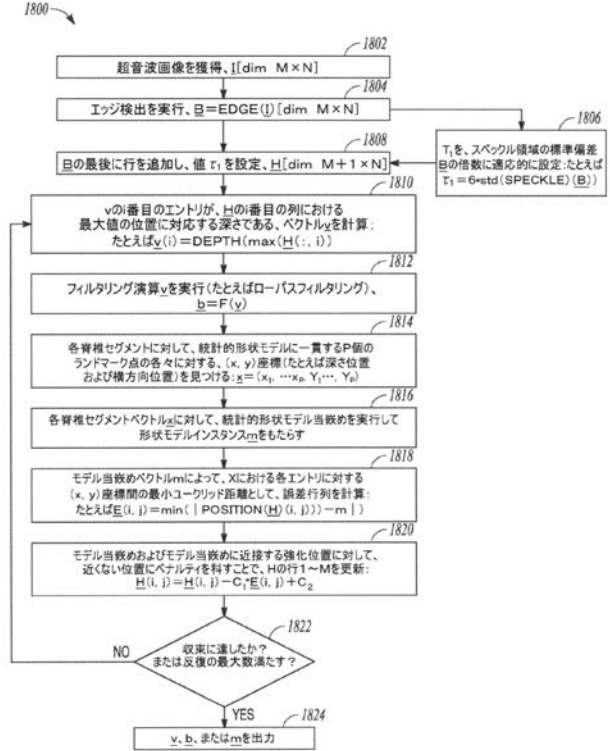 1800
1802
超音波画像を獲得、I[dim M×N]
1804
エッジ検出を実行、B=EDGE(I)[dim M×N]
1806
T₁を、スペックル領域の標準偏差
Bの倍数に適応的に設定:たとえば
τ₁=6*std(SPECKLE)(B))
1808
Bの最後に行を追加し、値τ₁を設定、H[dim M+1×N]
1810
vのi番目のエントリが、Hのi番目の列における
最大値の位置に対応する深さである、ベクトルvを計算;
たとえばv(i)=DEPTH(max(H(:, i))
1812
フィルタリング演算vを実行(たとえばローパスフィルタリング)、
b=F(v)
1814
各脊椎セグメントに対して、統計的形状モデルに一貫するP個の
ランドマーク点の各々に対する、(x, y)座標(たとえば深さ位置
および横方向位置)を見つける:x=(x₁, …xₚ, Y₁…, Yₚ)
1816
各脊椎セグメントベクトルxに対して、統計的形状モデル当嵌めを実行して
形状モデルインスタンスmをもたらす
1818
モデル当嵌めベクトルmによって、Xにおける各エントリに対する
(x, y)座標間の最小ユークリッド距離として、誤差行列を計算:
たとえばE(i, j)=min(|POSITION(H)(i, j)))−m|)
1820
モデル当嵌めおよびモデル当嵌めに近接する強化位置に対して、
近くない位置にペナルティを科すことで、Hの行1～Mを更新:
H(i, j)=H(i, j)−C₁*E(i, j)+C₂
1822
収束に達したか?
または反復の最大数満たす?
NO
YES
1824
v、b、またはmを出力